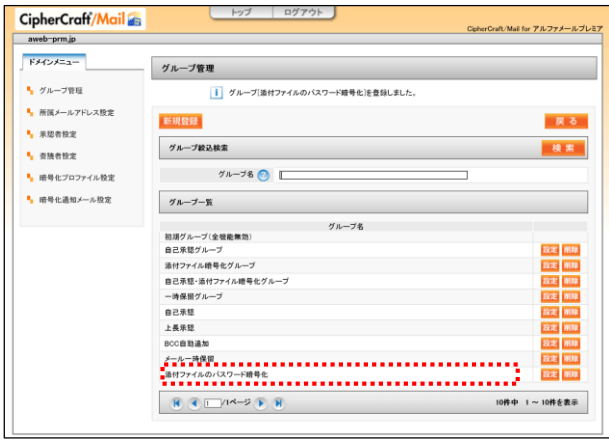 CipherCraft/Mail
トップ ログアウト
CipherCraft/Mail for アルファメールプレミア
aweb-prm.jp
ドメインメニュー
グループ管理
所属メールアドレス設定
承認者設定
査検者設定
暗号化プロファイル設定
暗号化通知メール設定
グループ管理
i グループ[添付ファイルのパスワード暗号化]を登録しました。
新規登録 戻る
グループ絞込検索 検索
グループ名
グループ一覧
グループ名
初期グループ(全機能無効)
自己承認グループ 設定 削除
添付ファイル暗号化グループ 設定 削除
自己承認・添付ファイル暗号化グループ 設定 削除
一時保留グループ 設定 削除
自己承認 設定 削除
上長承認 設定 削除
BCC自動追加 設定 削除
メール一時保留 設定 削除
添付ファイルのパスワード暗号化 設定 削除
1 /1ページ 10件中 1 ～ 10件を表示